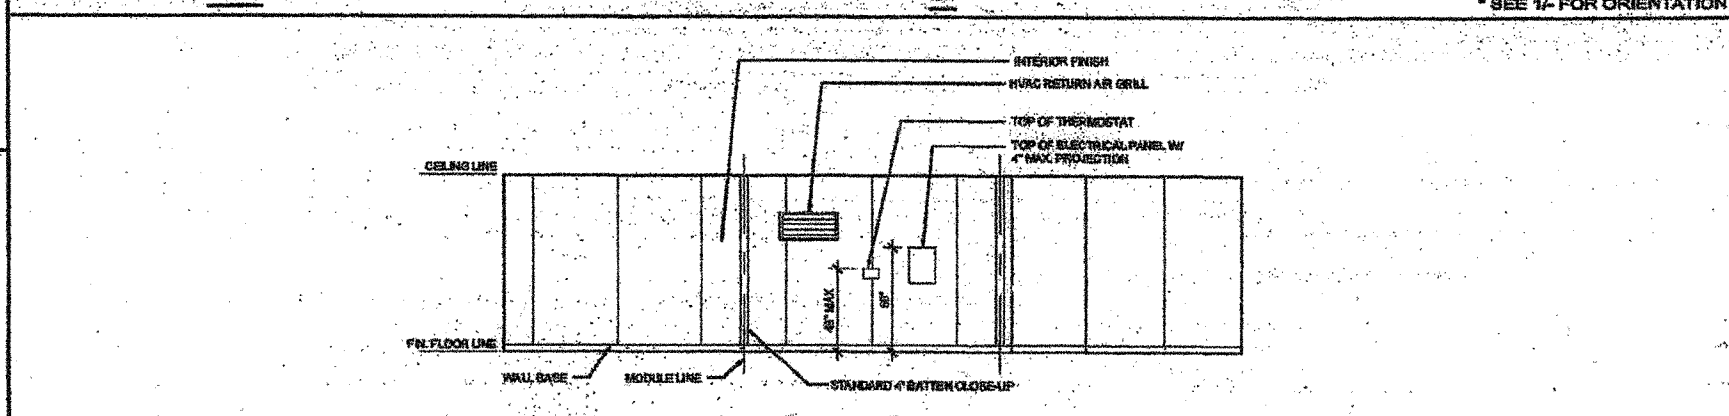 * SEE 1/- FOR ORIENTATION
INTERIOR FINISH
HVAC RETURN AIR GRILL
TOP OF THERMOSTAT
TOP OF ELECTRICAL PANEL W/
4" MAX. PROJECTION
CEILING LINE
48" MAX
FIN. FLOOR LINE
WALL BASE
MODULE LINE
STANDARD 4" BATTEN CLOSE-UP